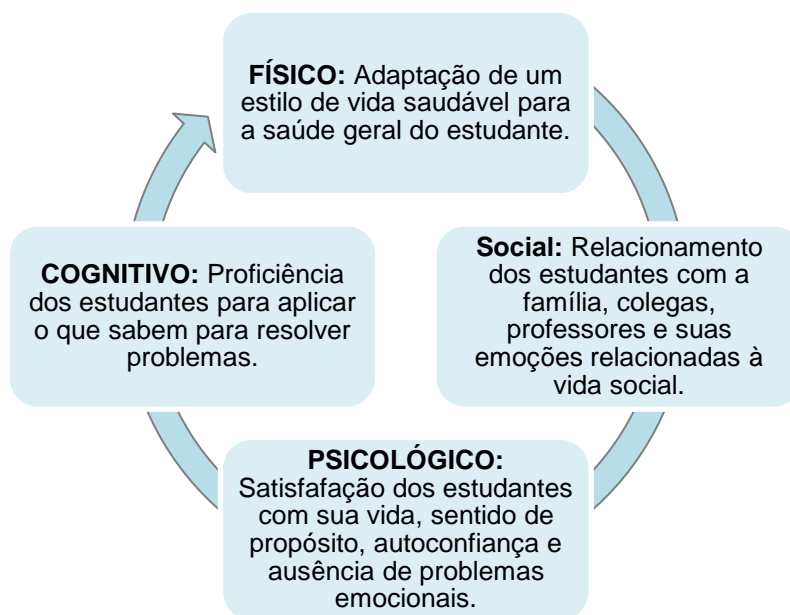 FÍSICO: Adaptação de um
estilo de vida saudável para
a saúde geral do estudante.
Social: Relacionamento
dos estudantes com a
família, colegas,
professores e suas
emoções relacionadas à
vida social.
PSICOLÓGICO:
Satisfafação dos estudantes
com sua vida, sentido de
propósito, autoconfiança e
ausência de problemas
emocionais.
COGNITIVO: Proficiência
dos estudantes para aplicar
o que sabem para resolver
problemas.